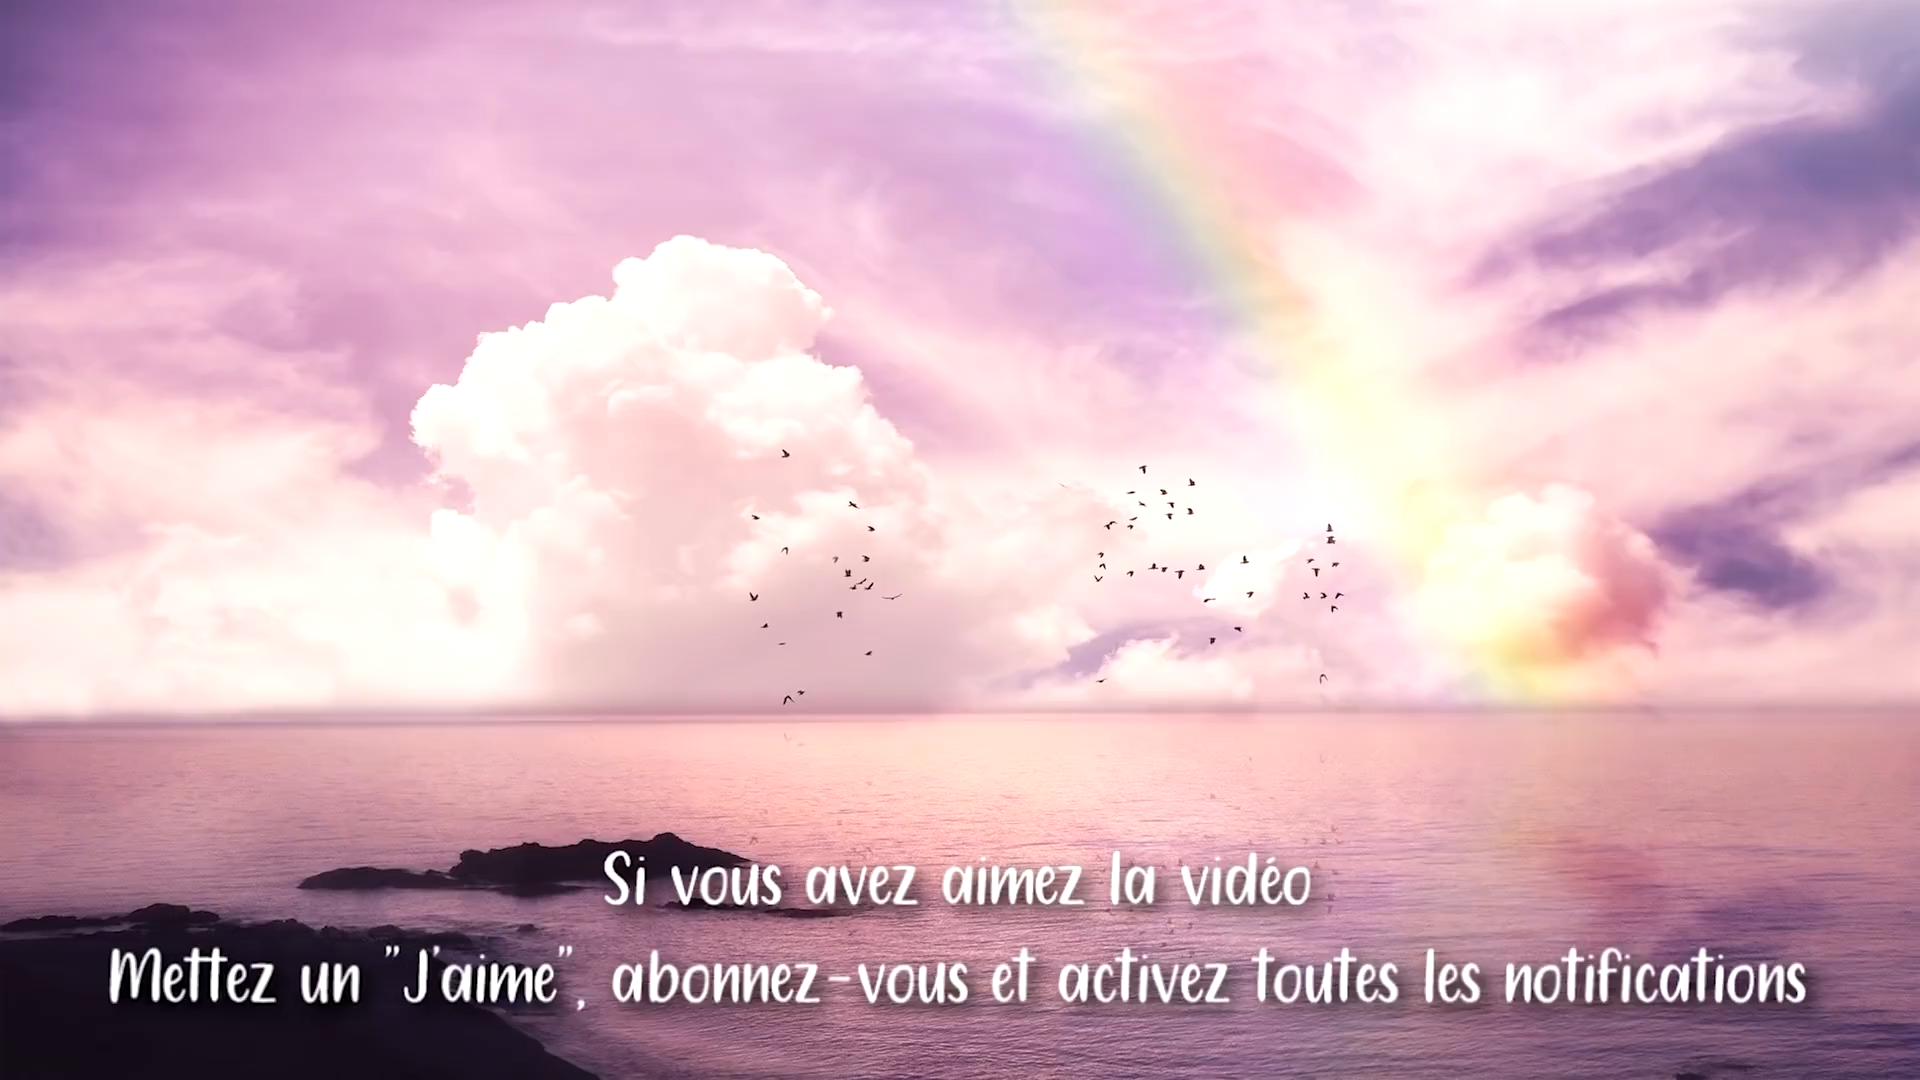 Si vous avez aimez la vidéo
Mettez un "J'aime", abonnez-vous et activez toutes les notifications